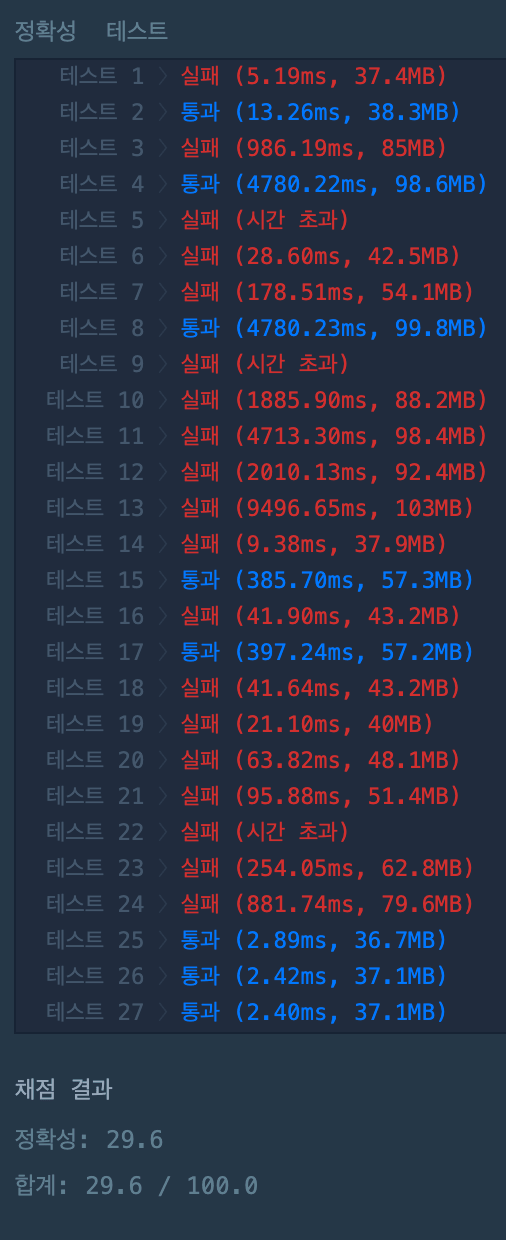 정확성 테스트
테스트 1 〉 실패 (5.19ms, 37.4MB)
테스트 2 〉 통과 (13.26ms, 38.3MB)
테스트 3 〉 실패 (986.19ms, 85MB)
테스트 4 〉 통과 (4780.22ms, 98.6MB)
테스트 5 〉 실패 (시간 초과)
테스트 6 〉 실패 (28.60ms, 42.5MB)
테스트 7 〉 실패 (178.51ms, 54.1MB)
테스트 8 〉 통과 (4780.23ms, 99.8MB)
테스트 9 〉 실패 (시간 초과)
테스트 10 〉 실패 (1885.90ms, 88.2MB)
테스트 11 〉 실패 (4713.30ms, 98.4MB)
테스트 12 〉 실패 (2010.13ms, 92.4MB)
테스트 13 〉 실패 (9496.65ms, 103MB)
테스트 14 〉 실패 (9.38ms, 37.9MB)
테스트 15 〉 통과 (385.70ms, 57.3MB)
테스트 16 〉 실패 (41.90ms, 43.2MB)
테스트 17 〉 통과 (397.24ms, 57.2MB)
테스트 18 〉 실패 (41.64ms, 43.2MB)
테스트 19 〉 실패 (21.10ms, 40MB)
테스트 20 〉 실패 (63.82ms, 48.1MB)
테스트 21 〉 실패 (95.88ms, 51.4MB)
테스트 22 〉 실패 (시간 초과)
테스트 23 〉 실패 (254.05ms, 62.8MB)
테스트 24 〉 실패 (881.74ms, 79.6MB)
테스트 25 〉 통과 (2.89ms, 36.7MB)
테스트 26 〉 통과 (2.42ms, 37.1MB)
테스트 27 〉 통과 (2.40ms, 37.1MB)
채점 결과
정확성: 29.6
합계: 29.6 / 100.0